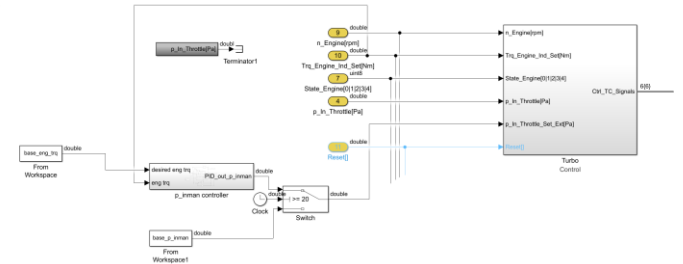 9
double
n_Engine[rpm]
10
double
Trq_Engine_Ind_Set[Nm]
7
uint8
State_Engine[0|1|2|3|4]
4
double
p_In_Throttle[Pa]
double
Reset[]
p_In_Throttle[Pa]
doubl
Terminator1
n_Engine[rpm]
Trq_Engine_Ind_Set[Nm]
State_Engine[0|1|2|3|4]
p_In_Throttle[Pa]
p_In_Throttle_Set_Ext[Pa]
Reset[]
Ctrl_TC_Signals
6{6}
Turbo
Control
base_eng_trq
double
From
Workspace
desired eng trq
eng trq
PID_out_p_inman
double
p_inman controller
Clock
double
>= 20
double
Switch
base_p_inman
double
From
Workspace1